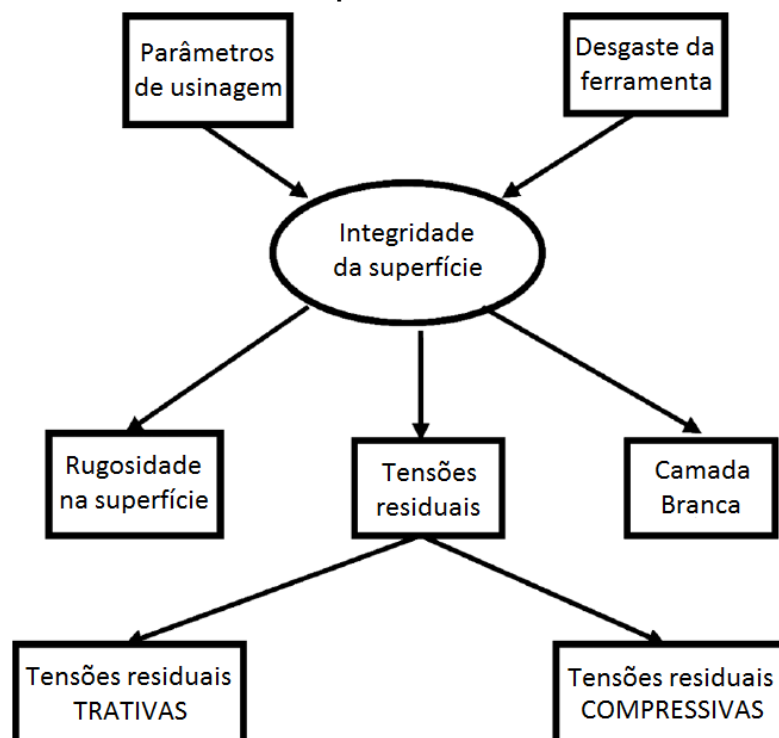 Parâmetros
de usinagem
Desgaste da
ferramenta
Integridade
da superfície
Rugosidade
na superfície
Tensões
residuais
Camada
Branca
Tensões residuais
TRATIVAS
Tensões residuais
COMPRESSIVAS